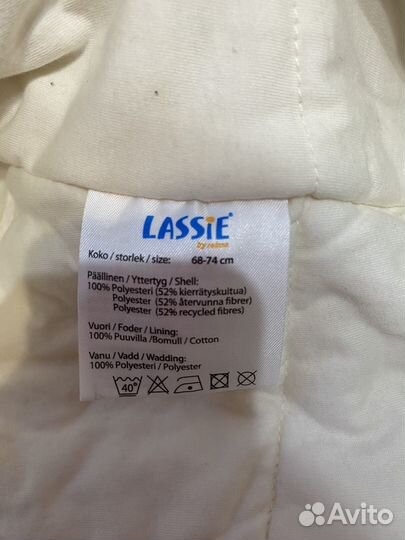 LASSiE
by reima
Koko / storlek / size: 68-74 cm
Päällinen / Yttertyg / Shell:
100% Polyesteri (52% kierrätyskuitua)
Polyester (52% återvunna fibrer)
Polyester (52% recycled fibres)
Vuori / Foder / Lining:
100% Puuvilla /Bomull / Cotton
Vanu / Vadd / Wadding:
100% Polyesteri / Polyester
40°
Avito